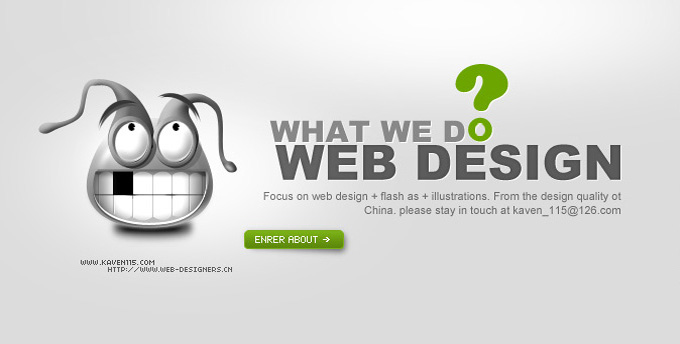 WHAT WE DO?
WEB DESIGN
Focus on web design + flash as + illustrations. From the design quality ot
China. please stay in touch at kaven_115@126.com
ENRER ABOUT →
WWW.KAVEN115.COM
HTTP://WWW.WEB-DESIGNERS.CN